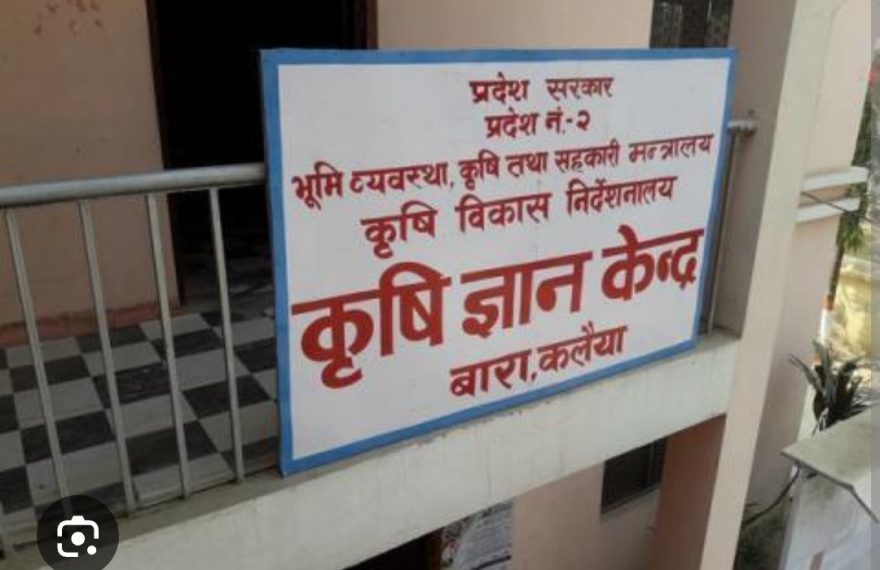 प्रदेश सरकार
प्रदेश नं.-२
भूमि व्यवस्था, कृषि तथा सहकारी मन्त्रालय
कृषि विकास निर्देशनालय
कृषि ज्ञान केन्द्र
बारा, कलैया